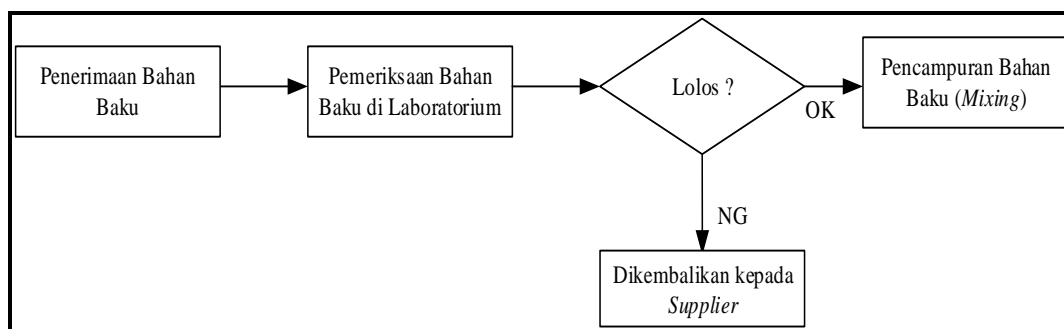 Penerimaan Bahan
Baku
Pemeriksaan Bahan
Baku di Laboratorium
Lolos ?
OK
Pencampuran Bahan
Baku (Mixing)
NG
Dikembalikan kepada
Supplier